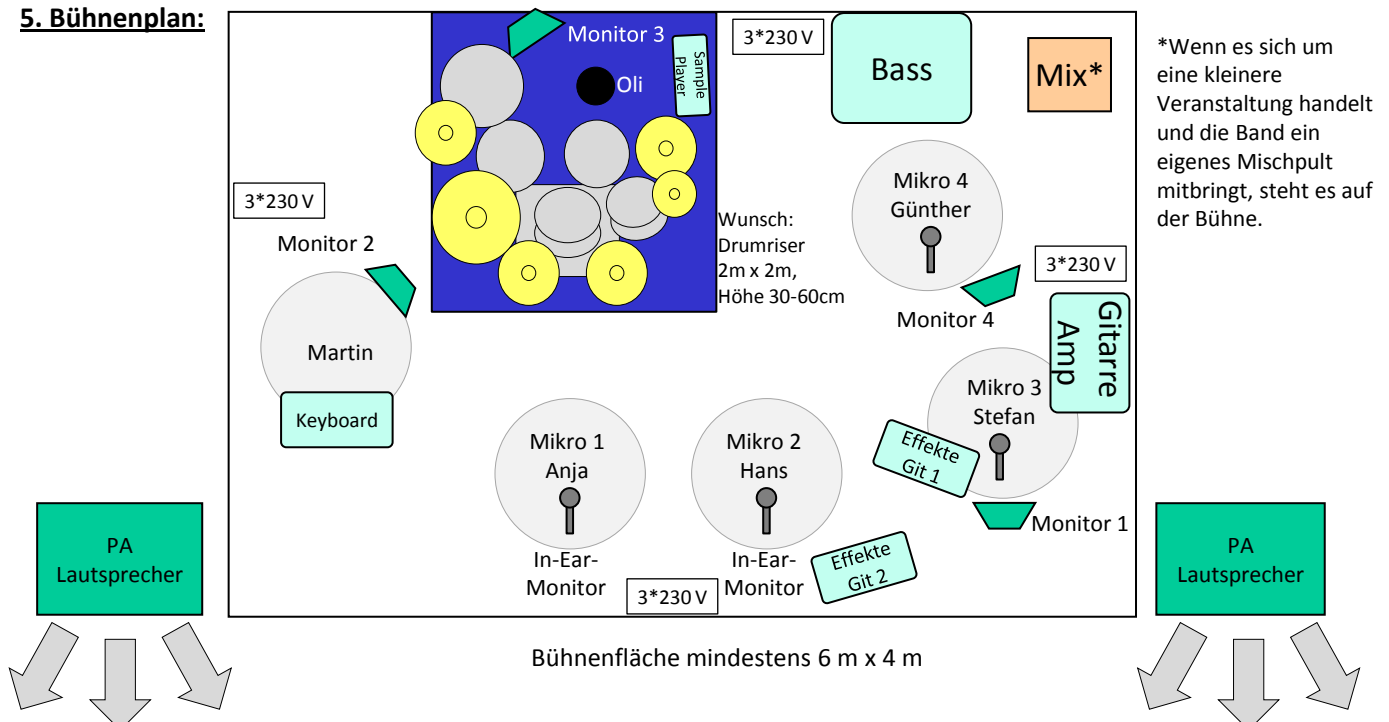 5. Bühnenplan:
Monitor 3
Sample
Player
Oli
3*230 V
Bass
Mix*
*Wenn es sich um
eine kleinere
Veranstaltung handelt
und die Band ein
eigenes Mischpult
mitbringt, steht es auf
der Bühne.
3*230 V
Monitor 2
Martin
Keyboard
Wunsch:
Drumriser
2m x 2m,
Höhe 30-60cm
Mikro 4
Günther
Monitor 4
3*230 V
Gitarre
Amp
Mikro 3
Stefan
Effekte
Git 1
Monitor 1
Mikro 1
Anja
In-Ear-
Monitor
Mikro 2
Hans
In-Ear-
Monitor
Effekte
Git 2
3*230 V
PA
Lautsprecher
PA
Lautsprecher
Bühnenfläche mindestens 6 m x 4 m